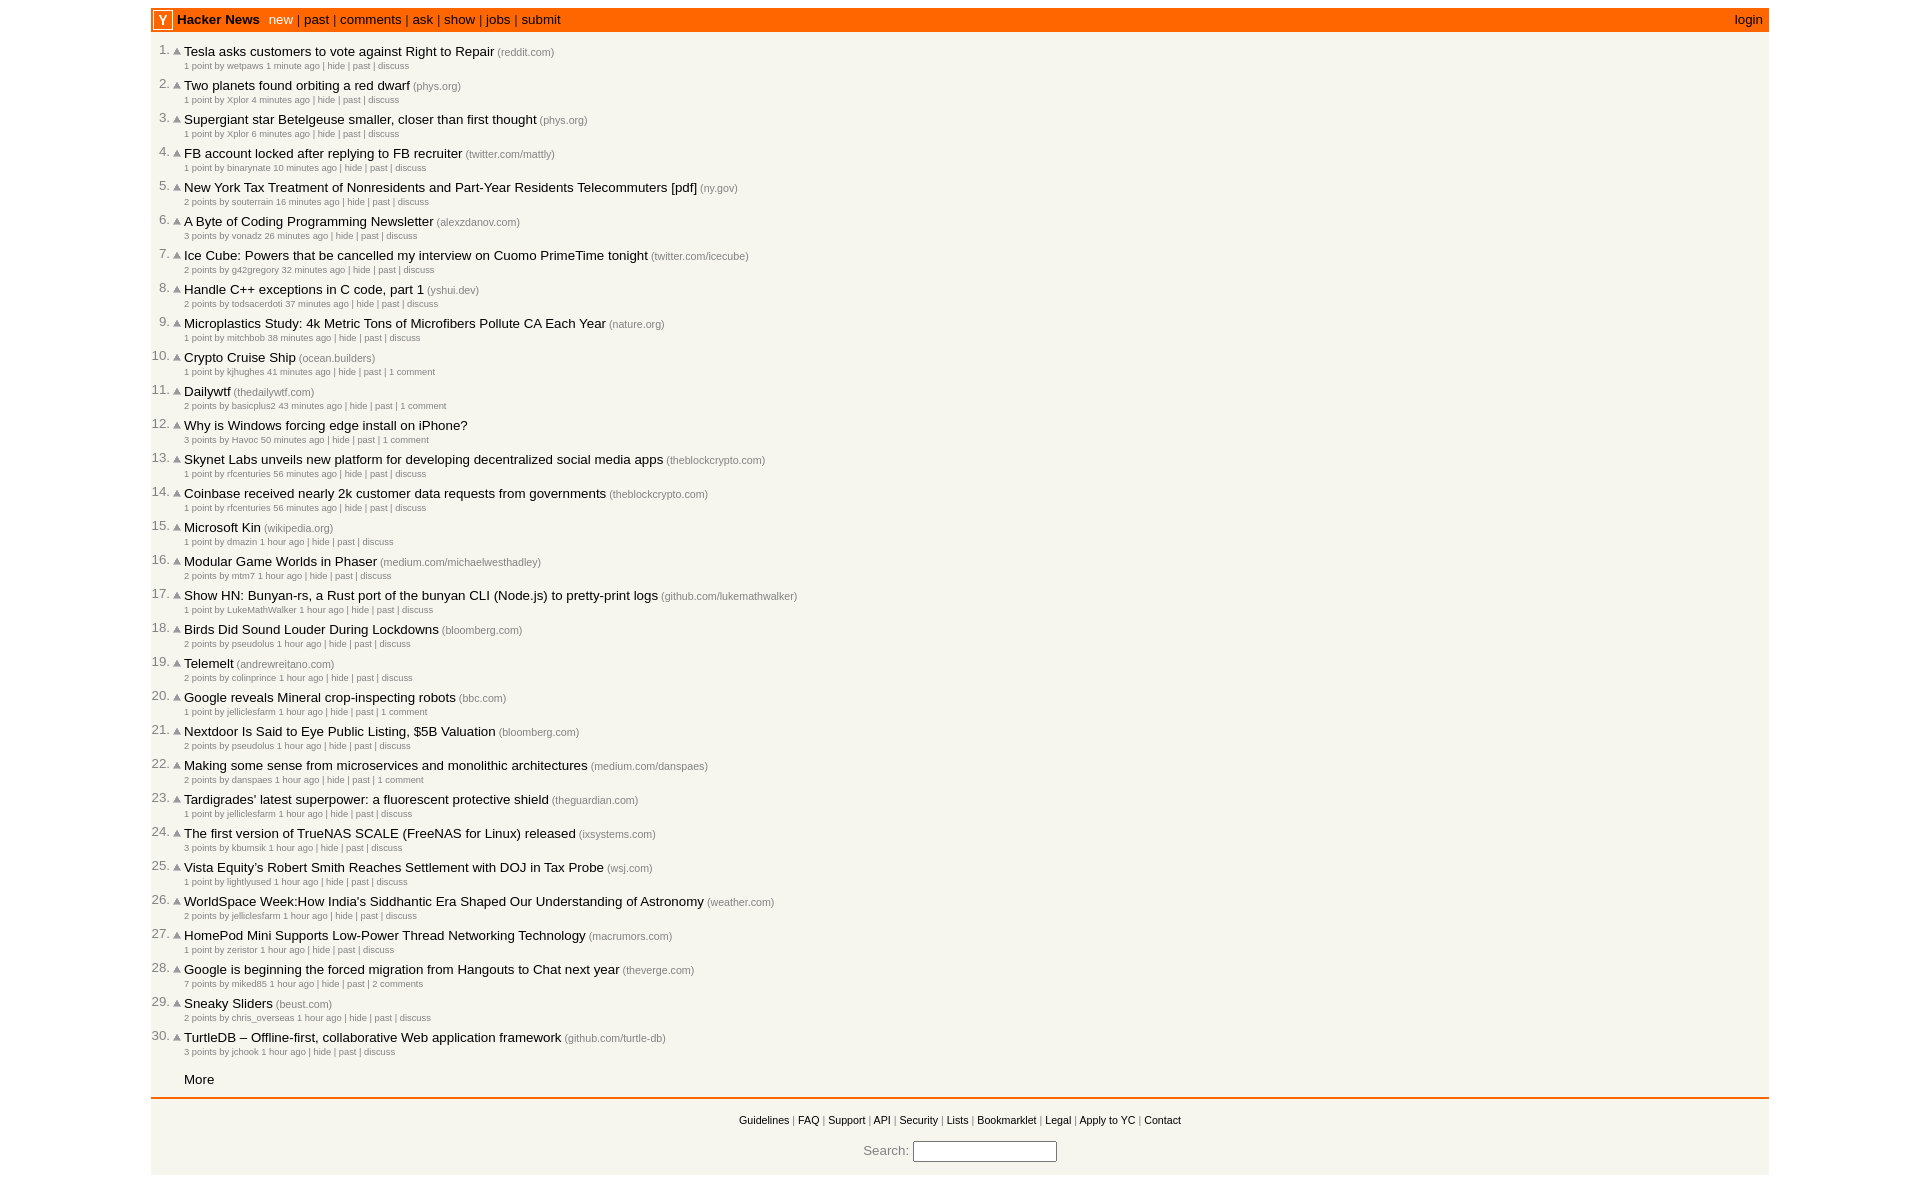 Y Hacker News new | past | comments | ask | show | jobs | submit login
1. Tesla asks customers to vote against Right to Repair (reddit.com)
1 point by wetpaws 1 minute ago | hide | past | discuss
2. Two planets found orbiting a red dwarf (phys.org)
1 point by Xplor 4 minutes ago | hide | past | discuss
3. Supergiant star Betelgeuse smaller, closer than first thought (phys.org)
1 point by Xplor 6 minutes ago | hide | past | discuss
4. FB account locked after replying to FB recruiter (twitter.com/mattly)
1 point by binarynate 10 minutes ago | hide | past | discuss
5. New York Tax Treatment of Nonresidents and Part-Year Residents Telecommuters [pdf] (ny.gov)
2 points by souterrain 16 minutes ago | hide | past | discuss
6. A Byte of Coding Programming Newsletter (alexzdanov.com)
3 points by vonadz 26 minutes ago | hide | past | discuss
7. Ice Cube: Powers that be cancelled my interview on Cuomo PrimeTime tonight (twitter.com/icecube)
2 points by g42gregory 32 minutes ago | hide | past | discuss
8. Handle C++ exceptions in C code, part 1 (yshui.dev)
2 points by todsacerdoti 37 minutes ago | hide | past | discuss
9. Microplastics Study: 4k Metric Tons of Microfibers Pollute CA Each Year (nature.org)
1 point by mitchbob 38 minutes ago | hide | past | discuss
10. Crypto Cruise Ship (ocean.builders)
1 point by kjhughes 41 minutes ago | hide | past | 1 comment
11. Dailywtf (thedailywtf.com)
2 points by basicplus2 43 minutes ago | hide | past | 1 comment
12. Why is Windows forcing edge install on iPhone?
3 points by Havoc 50 minutes ago | hide | past | 1 comment
13. Skynet Labs unveils new platform for developing decentralized social media apps (theblockcrypto.com)
1 point by rfcenturies 56 minutes ago | hide | past | discuss
14. Coinbase received nearly 2k customer data requests from governments (theblockcrypto.com)
1 point by rfcenturies 56 minutes ago | hide | past | discuss
15. Microsoft Kin (wikipedia.org)
1 point by dmazin 1 hour ago | hide | past | discuss
16. Modular Game Worlds in Phaser (medium.com/michaelwesthadley)
2 points by mtm7 1 hour ago | hide | past | discuss
17. Show HN: Bunyan-rs, a Rust port of the bunyan CLI (Node.js) to pretty-print logs (github.com/lukemathwalker)
1 point by LukeMathWalker 1 hour ago | hide | past | discuss
18. Birds Did Sound Louder During Lockdowns (bloomberg.com)
2 points by pseudolus 1 hour ago | hide | past | discuss
19. Telemelt (andrewreitano.com)
2 points by colinprince 1 hour ago | hide | past | discuss
20. Google reveals Mineral crop-inspecting robots (bbc.com)
1 point by jelliclesfarm 1 hour ago | hide | past | 1 comment
21. Nextdoor Is Said to Eye Public Listing, $5B Valuation (bloomberg.com)
2 points by pseudolus 1 hour ago | hide | past | discuss
22. Making some sense from microservices and monolithic architectures (medium.com/danspaes)
2 points by danspaes 1 hour ago | hide | past | 1 comment
23. Tardigrades' latest superpower: a fluorescent protective shield (theguardian.com)
1 point by jelliclesfarm 1 hour ago | hide | past | discuss
24. The first version of TrueNAS SCALE (FreeNAS for Linux) released (ixsystems.com)
3 points by kbumsik 1 hour ago | hide | past | discuss
25. Vista Equity’s Robert Smith Reaches Settlement with DOJ in Tax Probe (wsj.com)
1 point by lightlyused 1 hour ago | hide | past | discuss
26. WorldSpace Week:How India's Siddhantic Era Shaped Our Understanding of Astronomy (weather.com)
2 points by jelliclesfarm 1 hour ago | hide | past | discuss
27. HomePod Mini Supports Low-Power Thread Networking Technology (macrumors.com)
1 point by zeristor 1 hour ago | hide | past | discuss
28. Google is beginning the forced migration from Hangouts to Chat next year (theverge.com)
7 points by miked85 1 hour ago | hide | past | 2 comments
29. Sneaky Sliders (beust.com)
2 points by chris_overseas 1 hour ago | hide | past | discuss
30. TurtleDB – Offline-first, collaborative Web application framework (github.com/turtle-db)
3 points by jchook 1 hour ago | hide | past | discuss
More
Guidelines | FAQ | Support | API | Security | Lists | Bookmarklet | Legal | Apply to YC | Contact
Search: